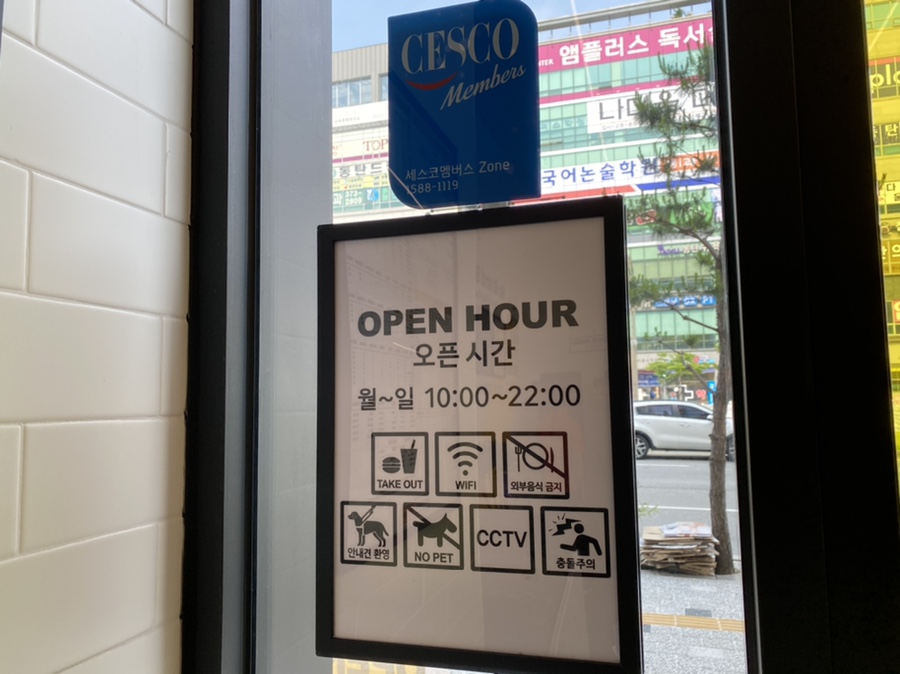 CESCO
Members
세스코멤버스 Zone
1588-1119
앰플러스 독서
국어논술학원
TOP
OPEN HOUR
오픈 시간
월~일 10:00~22:00
TAKE OUT
WIFI
외부음식 금지
안내견 환영
NO PET
CCTV
충돌주의